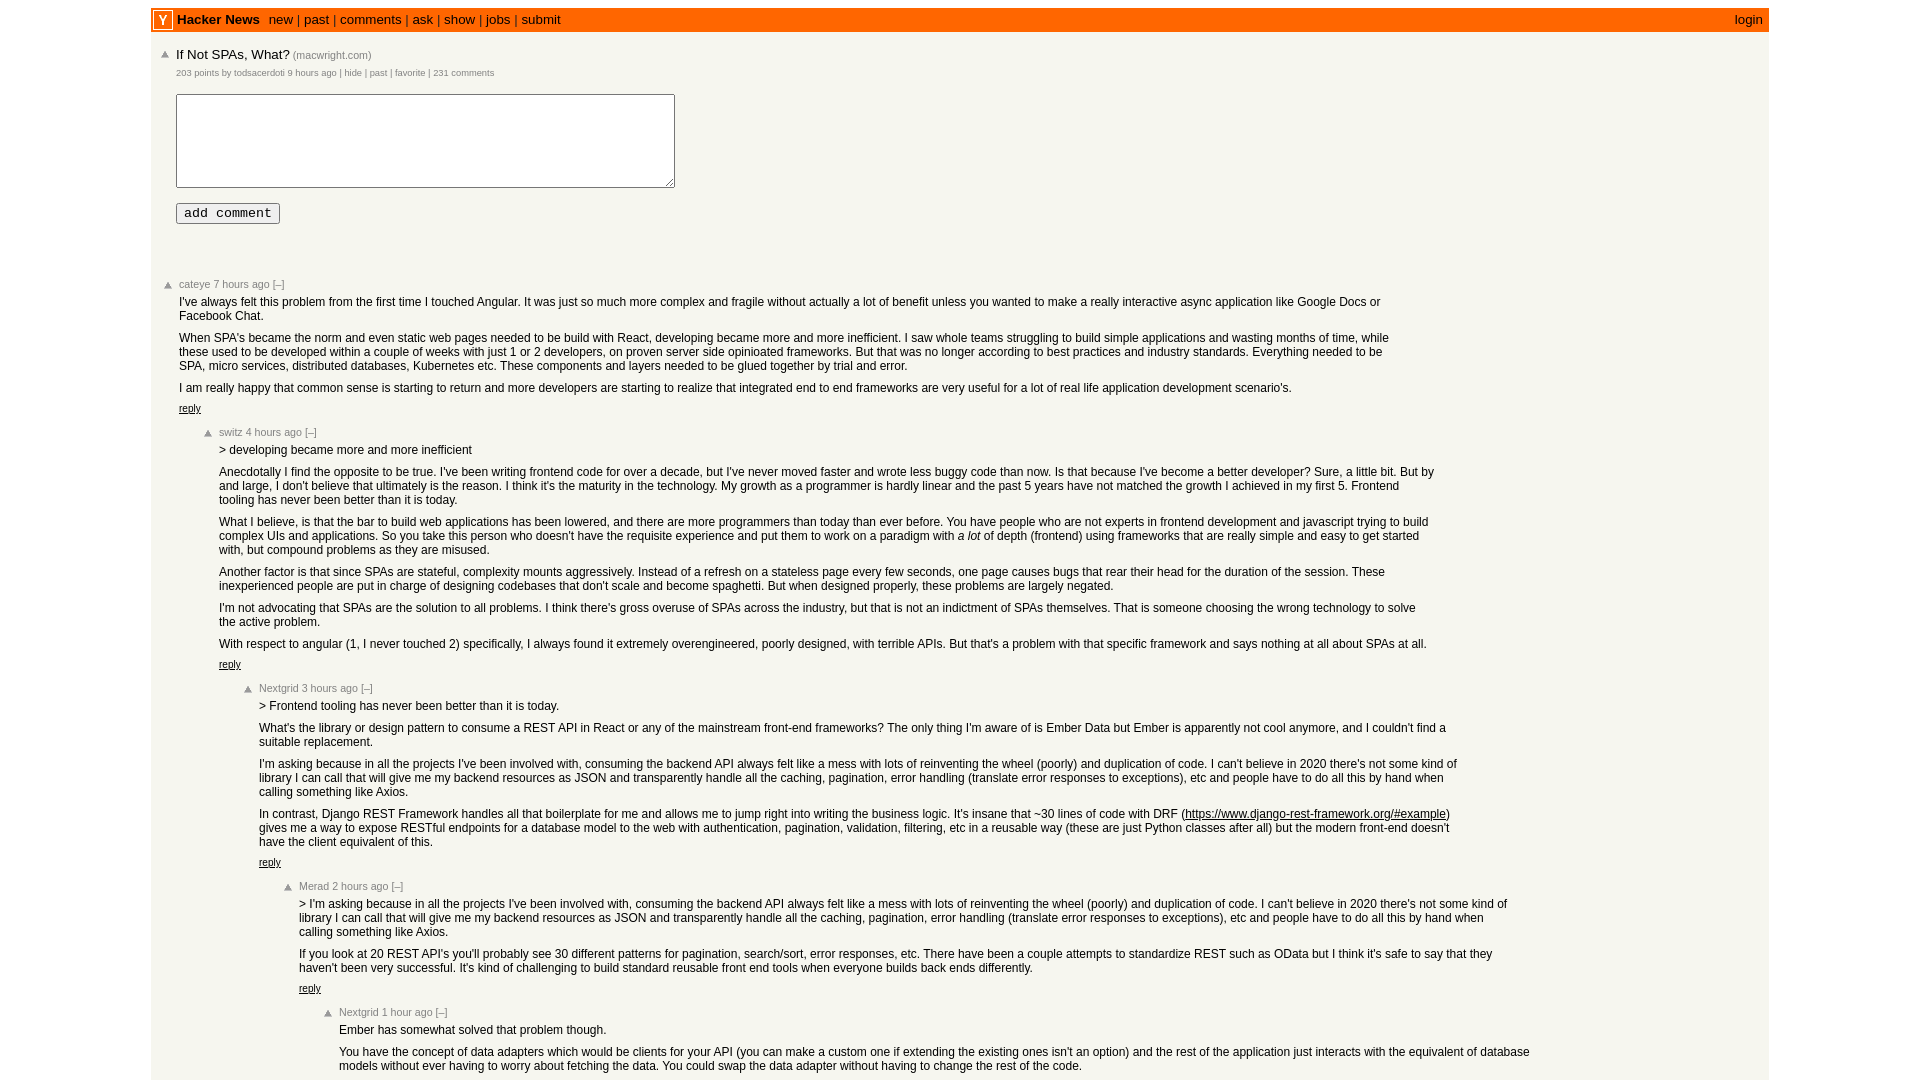 Y Hacker News new | past | comments | ask | show | jobs | submit login
If Not SPAs, What? (macwright.com)
203 points by todsacerdoti 9 hours ago | hide | past | favorite | 231 comments
add comment
cateye 7 hours ago [–]
I've always felt this problem from the first time I touched Angular. It was just so much more complex and fragile without actually a lot of benefit unless you wanted to make a really interactive async application like Google Docs or
Facebook Chat.
When SPA's became the norm and even static web pages needed to be build with React, developing became more and more inefficient. I saw whole teams struggling to build simple applications and wasting months of time, while
these used to be developed within a couple of weeks with just 1 or 2 developers, on proven server side opinioated frameworks. But that was no longer according to best practices and industry standards. Everything needed to be
SPA, micro services, distributed databases, Kubernetes etc. These components and layers needed to be glued together by trial and error.
I am really happy that common sense is starting to return and more developers are starting to realize that integrated end to end frameworks are very useful for a lot of real life application development scenario's.
reply
switz 4 hours ago [–]
> developing became more and more inefficient
Anecdotally I find the opposite to be true. I've been writing frontend code for over a decade, but I've never moved faster and wrote less buggy code than now. Is that because I've become a better developer? Sure, a little bit. But by
and large, I don't believe that ultimately is the reason. I think it's the maturity in the technology. My growth as a programmer is hardly linear and the past 5 years have not matched the growth I achieved in my first 5. Frontend
tooling has never been better than it is today.
What I believe, is that the bar to build web applications has been lowered, and there are more programmers than today than ever before. You have people who are not experts in frontend development and javascript trying to build
complex UIs and applications. So you take this person who doesn't have the requisite experience and put them to work on a paradigm with a lot of depth (frontend) using frameworks that are really simple and easy to get started
with, but compound problems as they are misused.
Another factor is that since SPAs are stateful, complexity mounts aggressively. Instead of a refresh on a stateless page every few seconds, one page causes bugs that rear their head for the duration of the session. These
inexperienced people are put in charge of designing codebases that don't scale and become spaghetti. But when designed properly, these problems are largely negated.
I'm not advocating that SPAs are the solution to all problems. I think there's gross overuse of SPAs across the industry, but that is not an indictment of SPAs themselves. That is someone choosing the wrong technology to solve
the active problem.
With respect to angular (1, I never touched 2) specifically, I always found it extremely overengineered, poorly designed, with terrible APIs. But that's a problem with that specific framework and says nothing at all about SPAs at all.
reply
Nextgrid 3 hours ago [–]
> Frontend tooling has never been better than it is today.
What's the library or design pattern to consume a REST API in React or any of the mainstream front-end frameworks? The only thing I'm aware of is Ember Data but Ember is apparently not cool anymore, and I couldn't find a
suitable replacement.
I'm asking because in all the projects I've been involved with, consuming the backend API always felt like a mess with lots of reinventing the wheel (poorly) and duplication of code. I can't believe in 2020 there's not some kind of
library I can call that will give me my backend resources as JSON and transparently handle all the caching, pagination, error handling (translate error responses to exceptions), etc and people have to do all this by hand when
calling something like Axios.
In contrast, Django REST Framework handles all that boilerplate for me and allows me to jump right into writing the business logic. It's insane that ~30 lines of code with DRF (https://www.django-rest-framework.org/#example)
gives me a way to expose RESTful endpoints for a database model to the web with authentication, pagination, validation, filtering, etc in a reusable way (these are just Python classes after all) but the modern front-end doesn't
have the client equivalent of this.
reply
Merad 2 hours ago [–]
> I'm asking because in all the projects I've been involved with, consuming the backend API always felt like a mess with lots of reinventing the wheel (poorly) and duplication of code. I can't believe in 2020 there's not some kind of
library I can call that will give me my backend resources as JSON and transparently handle all the caching, pagination, error handling (translate error responses to exceptions), etc and people have to do all this by hand when
calling something like Axios.
If you look at 20 REST API's you'll probably see 30 different patterns for pagination, search/sort, error responses, etc. There have been a couple attempts to standardize REST such as OData but I think it's safe to say that they
haven't been very successful. It's kind of challenging to build standard reusable front end tools when everyone builds back ends differently.
reply
Nextgrid 1 hour ago [–]
Ember has somewhat solved that problem though.
You have the concept of data adapters which would be clients for your API (you can make a custom one if extending the existing ones isn't an option) and the rest of the application just interacts with the equivalent of database
models without ever having to worry about fetching the data. You could swap the data adapter without having to change the rest of the code.